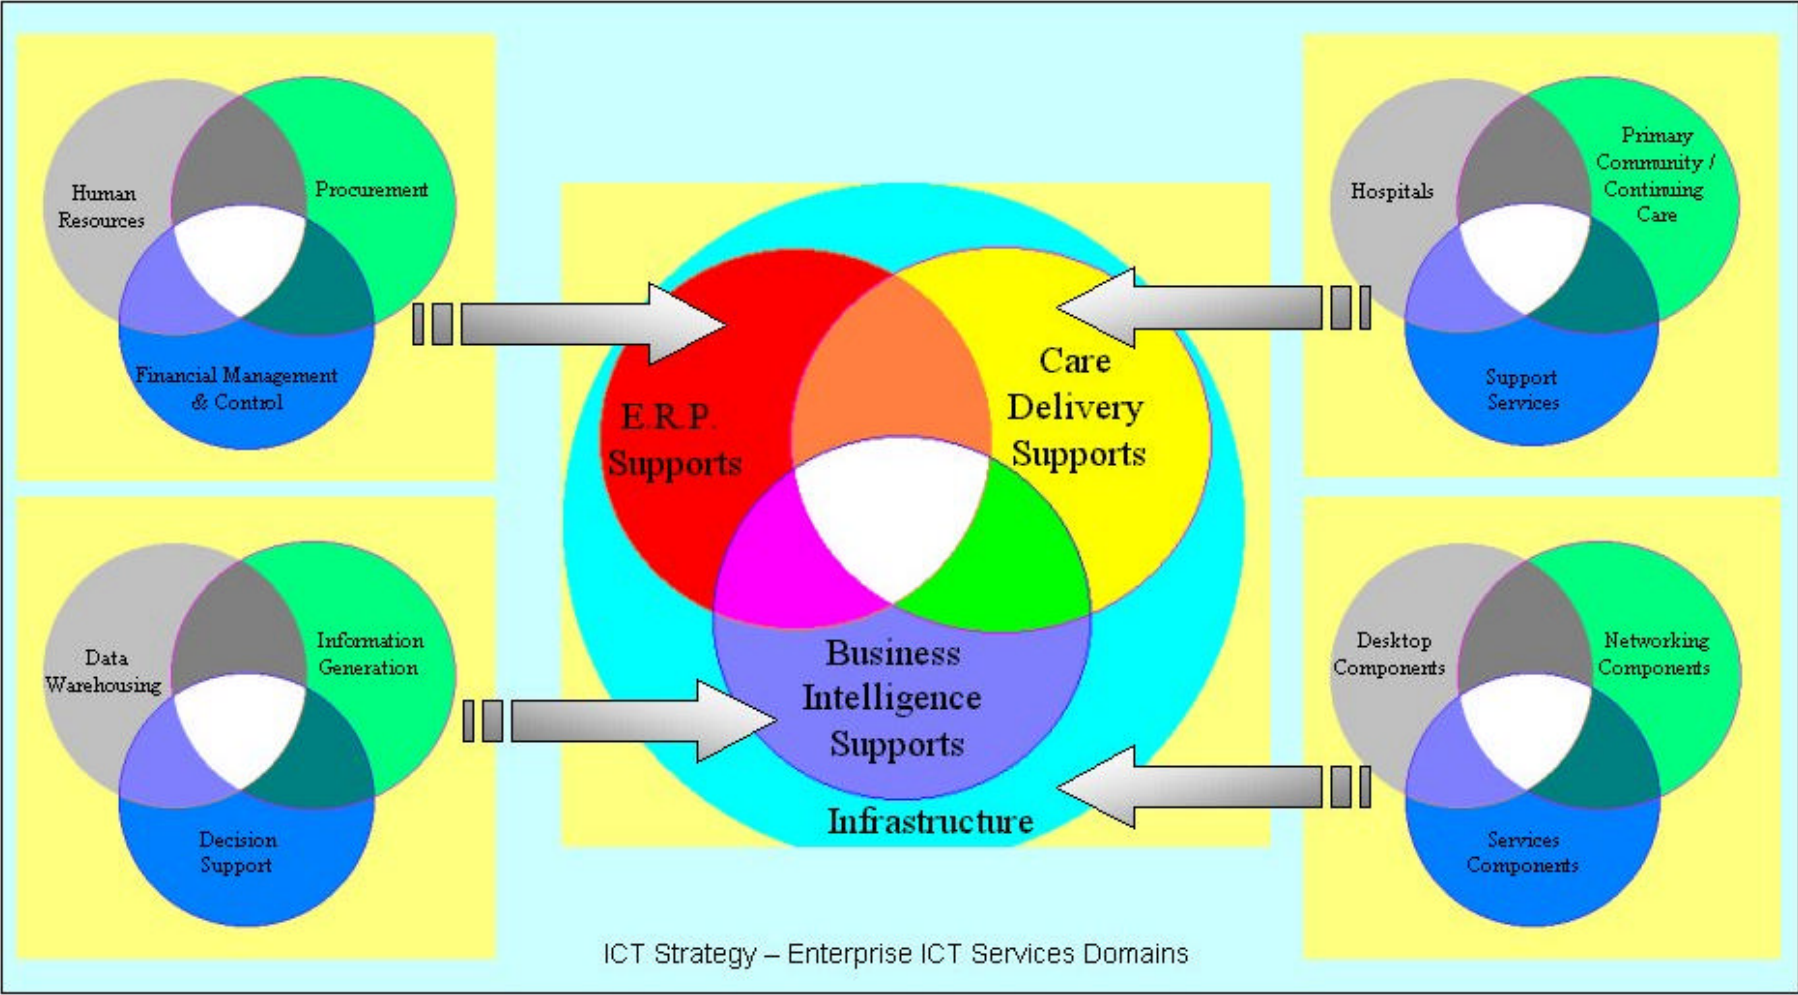 Human
Resources
Procurement
Financial Management
& Control
Hospitals
Primary
Community /
Continuing
Care
Support
Services
E.R.P.
Supports
Care
Delivery
Supports
Business
Intelligence
Supports
Infrastructure
Data
Warehousing
Information
Generation
Decision
Support
Desktop
Components
Networking
Components
Services
Components
ICT Strategy – Enterprise ICT Services Domains